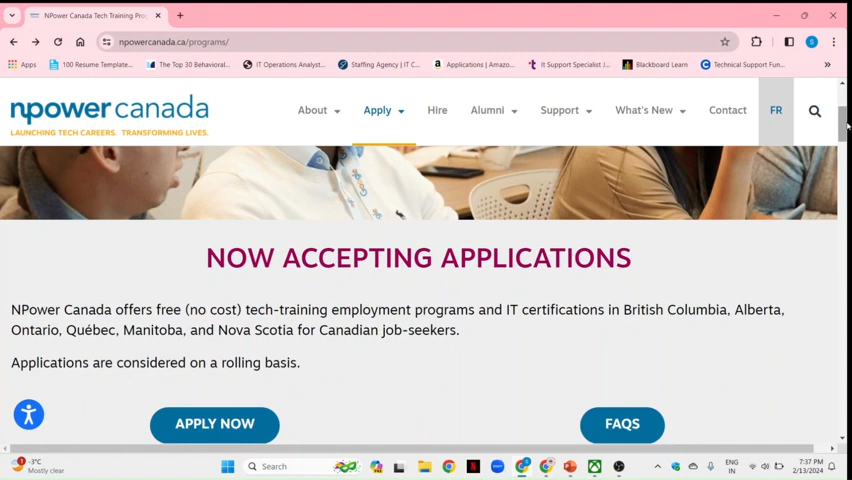 NPower Canada Tech Training Pro
npowercanada.ca/programs/
S
Apps
100 Resume Template...
The Top 30 Behavioral...
IT Operations Analyst...
Staffing Agency | IT C...
Applications | Amazo...
It Support Specialist J...
Blackboard Learn
Technical Support Fun...
npower canada
LAUNCHING TECH CAREERS. TRANSFORMING LIVES.
About
Apply
Hire
Alumni
Support
What's New
Contact
FR
NOW ACCEPTING APPLICATIONS
NPower Canada offers free (no cost) tech-training employment programs and IT certifications in British Columbia, Alberta,
Ontario, Québec, Manitoba, and Nova Scotia for Canadian job-seekers.
Applications are considered on a rolling basis.
APPLY NOW
FAQS
1
-3°C
Mostly clear
Search
ENG
IN
7:37 PM
2/13/2024